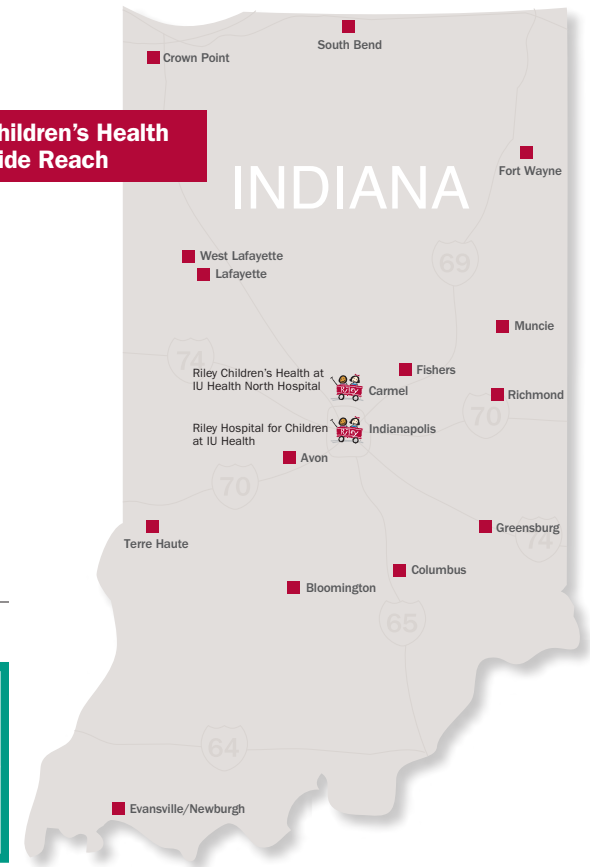 South Bend
Crown Point
hildren's Health
ide Reach
INDIANA
Fort Wayne
West Lafayette
Lafayette
69
Muncie
74
Fishers
Riley Children's Health at
IU Health North Hospital
Riley
Carmel
Richmond
70
Riley Hospital for Children
at IU Health
Riley
Indianapolis
Avon
70
Greensburg
74
Terre Haute
Columbus
Bloomington
65
64
Evansville/Newburgh